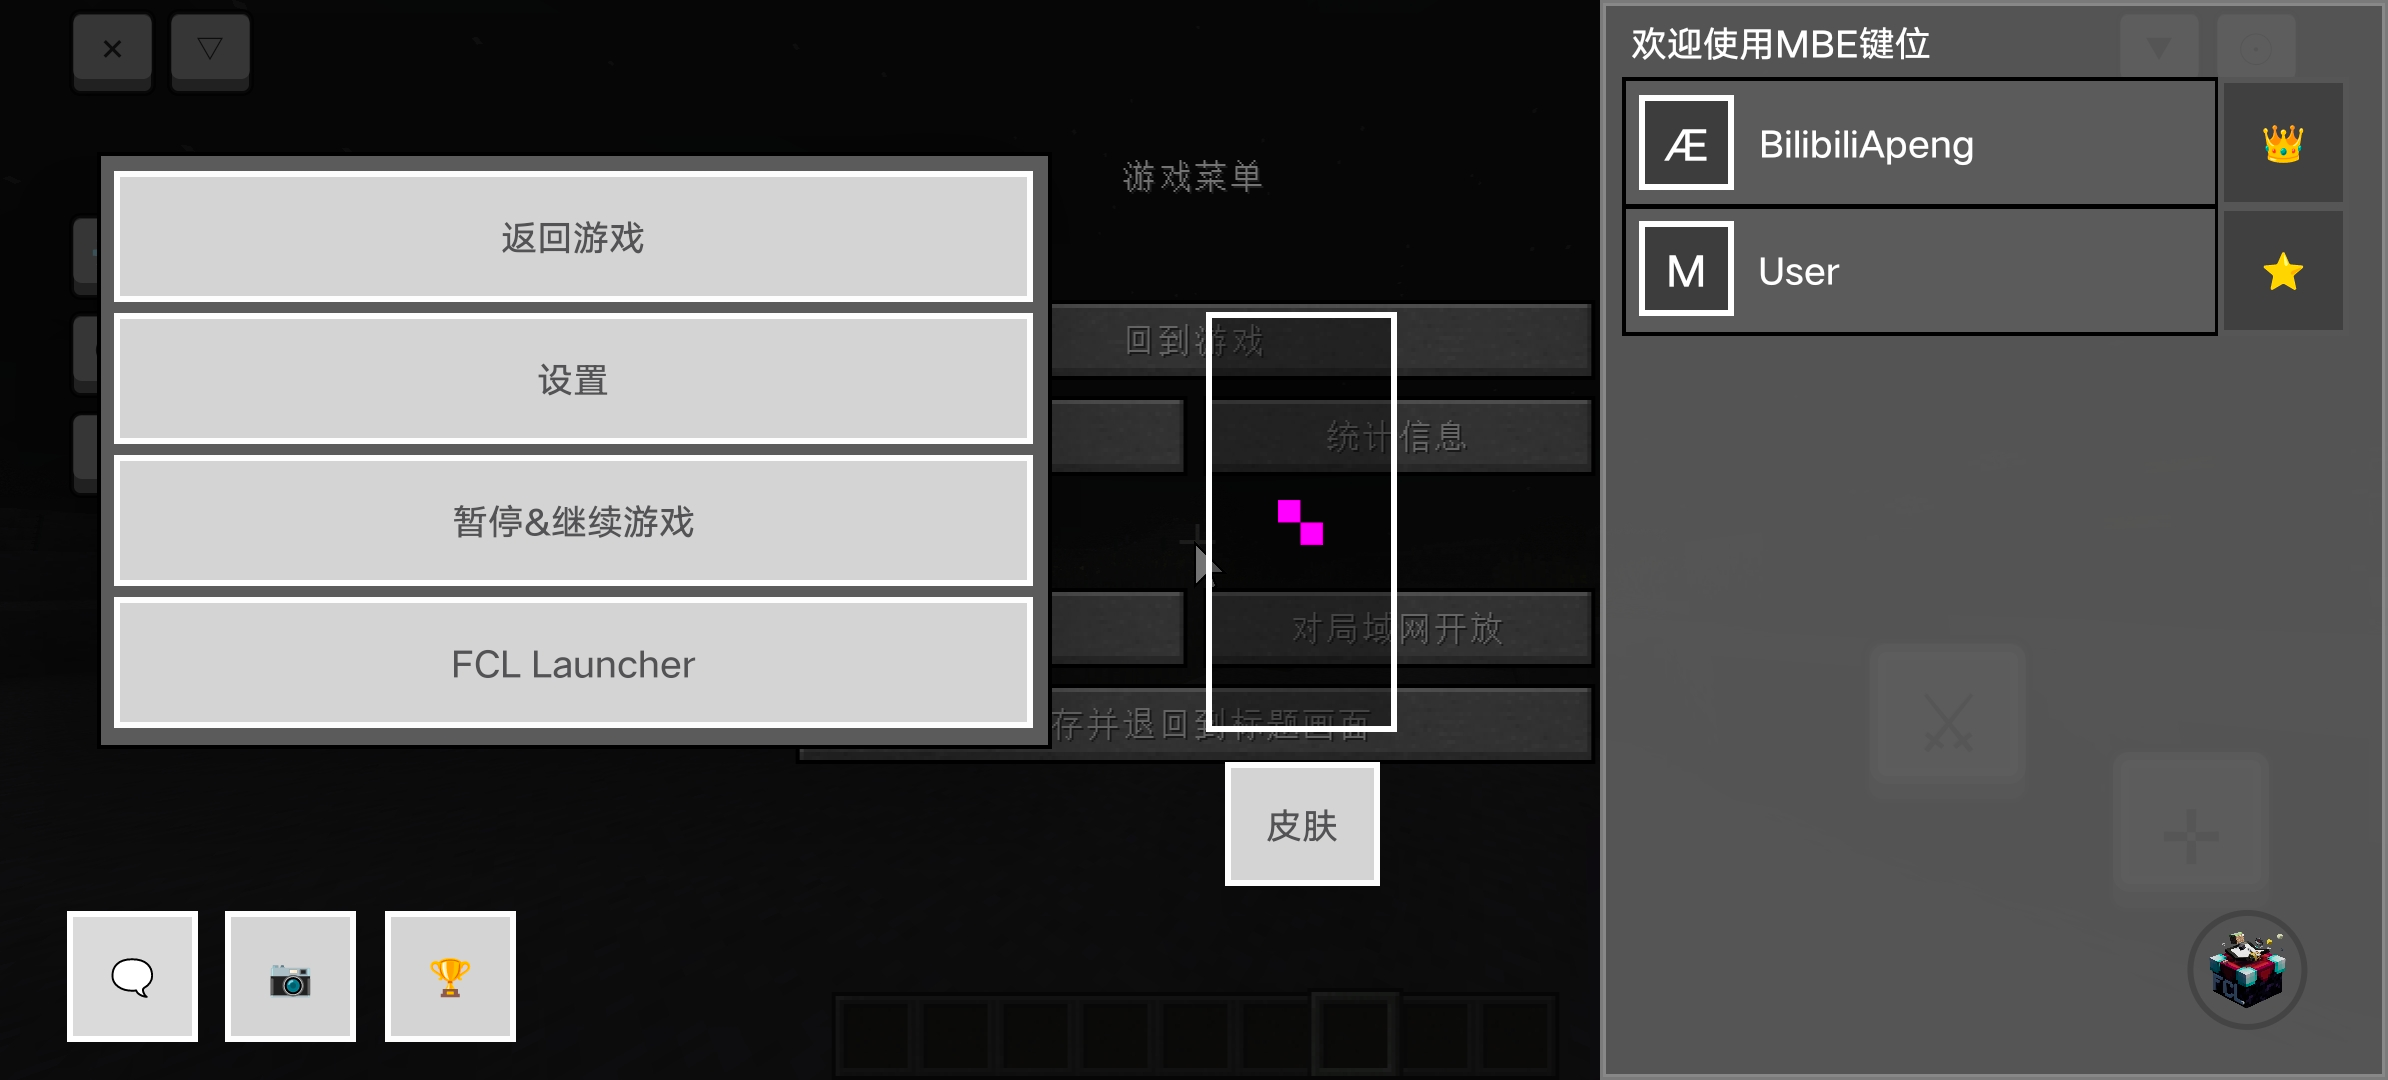 欢迎使用MBE键位
Æ BilibiliApeng
M User
游戏菜单
返回游戏
设置
暂停&继续游戏
FCL Launcher
回到游戏
统计信息
对局域网开放
存并退回到标题画面
皮肤
FCL